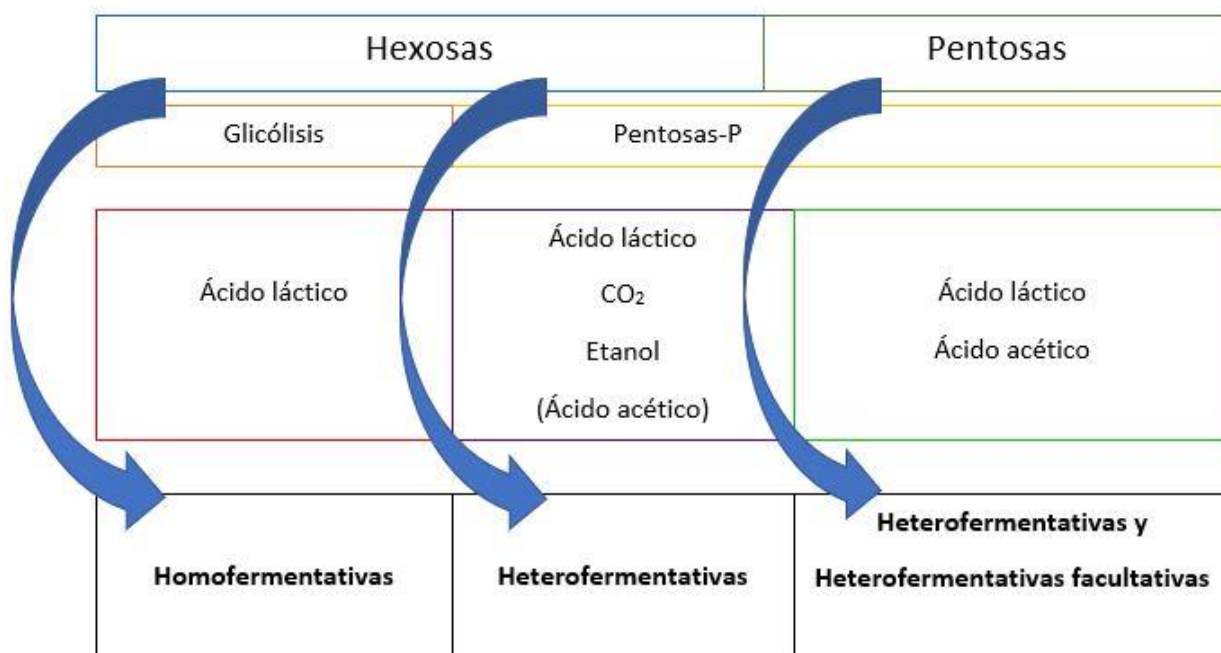 Hexosas
Pentosas
Glicólisis
Pentosas-P
Ácido láctico
Ácido láctico
CO₂
Etanol
(Ácido acético)
Ácido láctico
Ácido acético
Homofermentativas
Heterofermentativas
Heterofermentativas y
Heterofermentativas facultativas